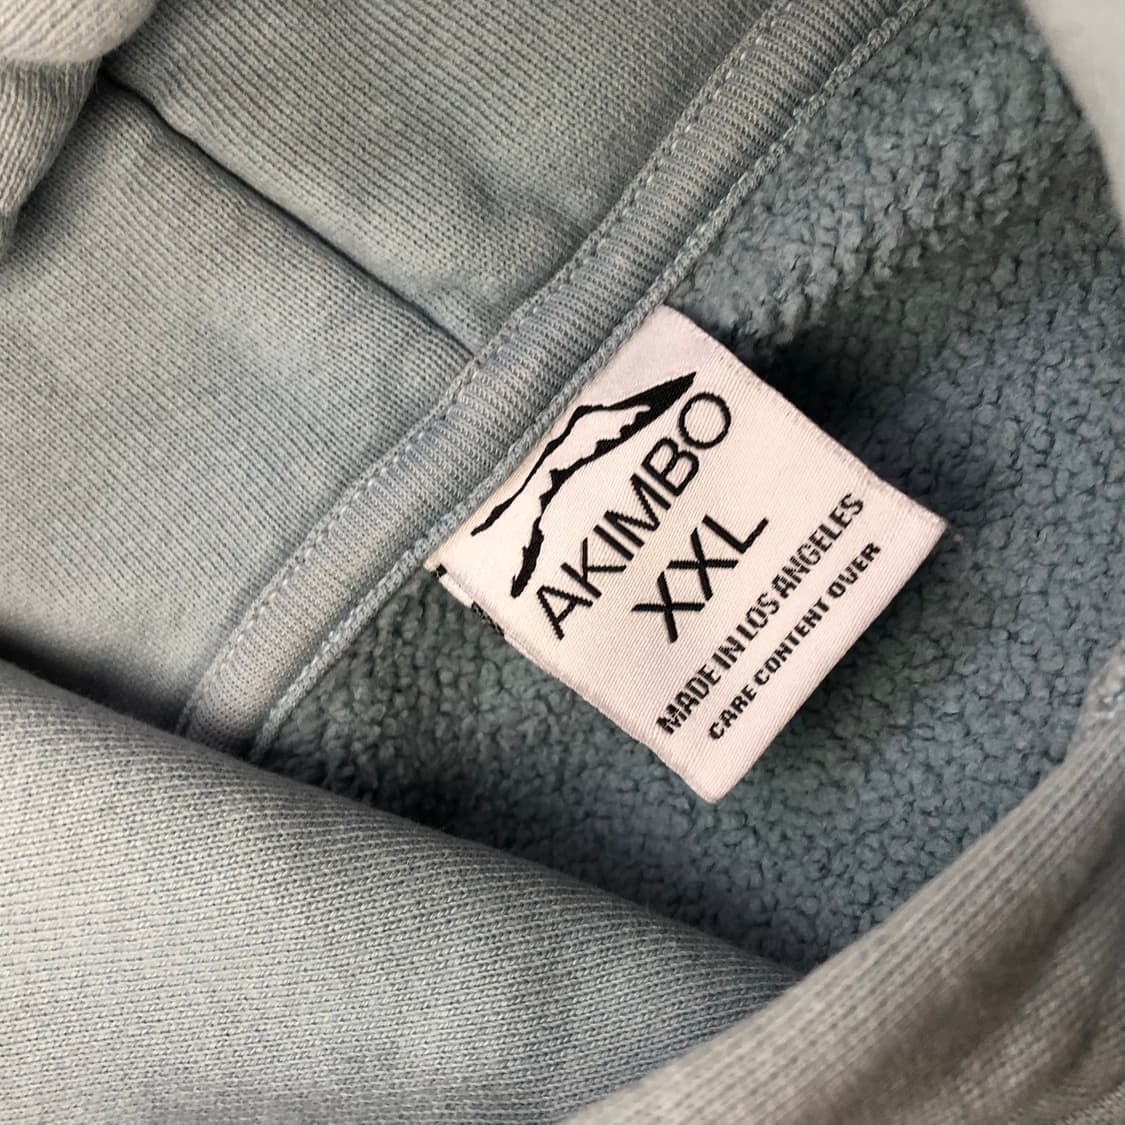 AKIMBO
XXL
MADE IN LOS ANGELES
CARE CONTENT OVER